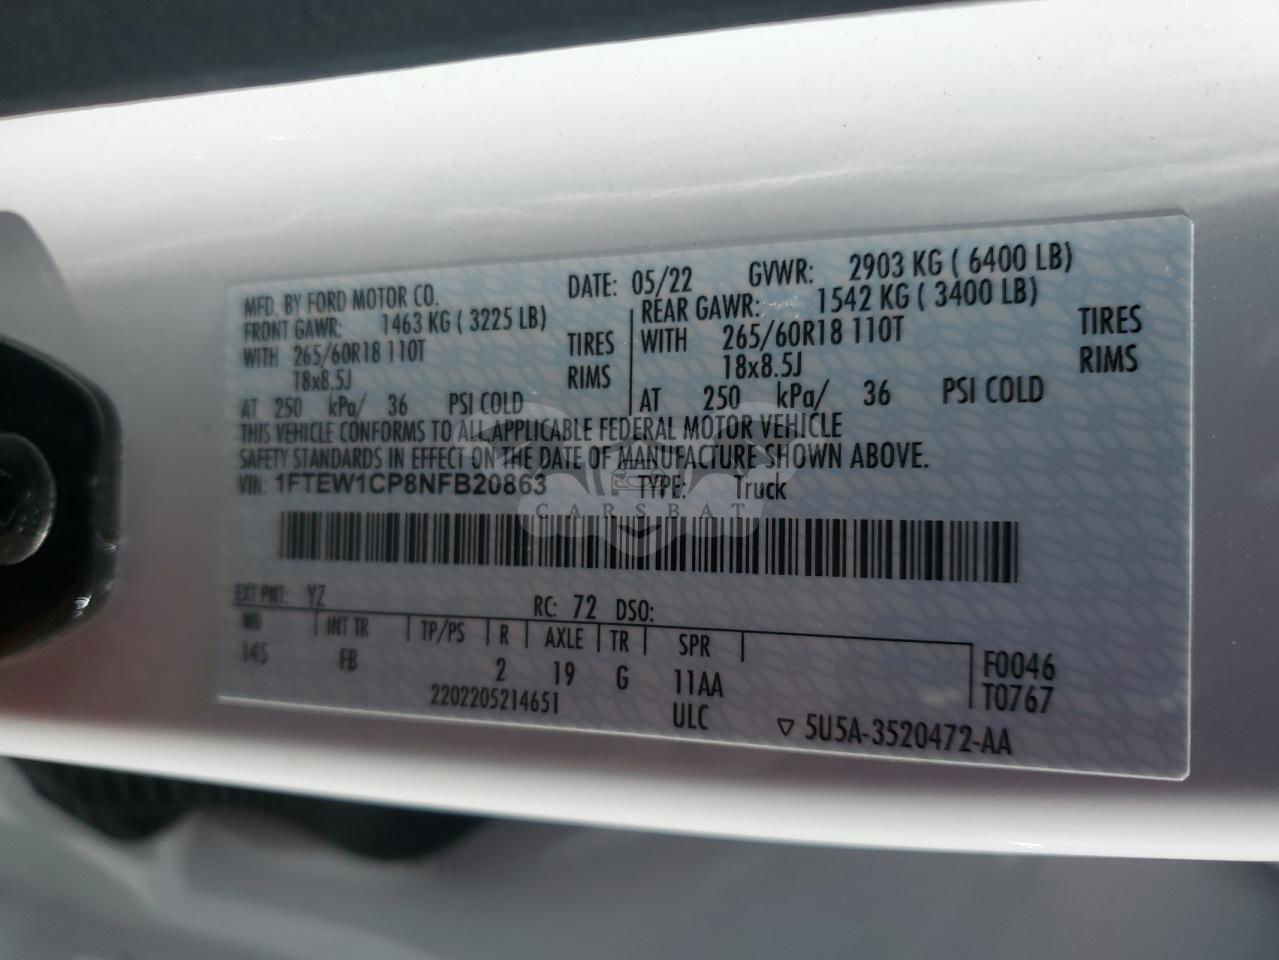 MFD. BY FORD MOTOR CO. DATE: 05/22 GVWR: 2903 KG ( 6400 LB)
FRONT GAWR: 1463 KG ( 3225 LB) REAR GAWR: 1542 KG ( 3400 LB)
WITH 265/60R18 110T TIRES WITH 265/60R18 110T TIRES
18x8.5J RIMS 18x8.5J RIMS
AT 250 kPa/ 36 PSI COLD AT 250 kPa/ 36 PSI COLD
THIS VEHICLE CONFORMS TO ALL APPLICABLE FEDERAL MOTOR VEHICLE
SAFETY STANDARDS IN EFFECT ON THE DATE OF MANUFACTURE SHOWN ABOVE.
VIN: 1FTEW1CP8NFB20863 TYPE: Truck
CARSBAT
EXT PNT: YZ RC: 72 DSO:
WB INT TR TP/PS R AXLE TR SPR F0046
145 FB 2 19 G 11AA T0767
2202205214651 ULC ▽ 5U5A-3520472-AA